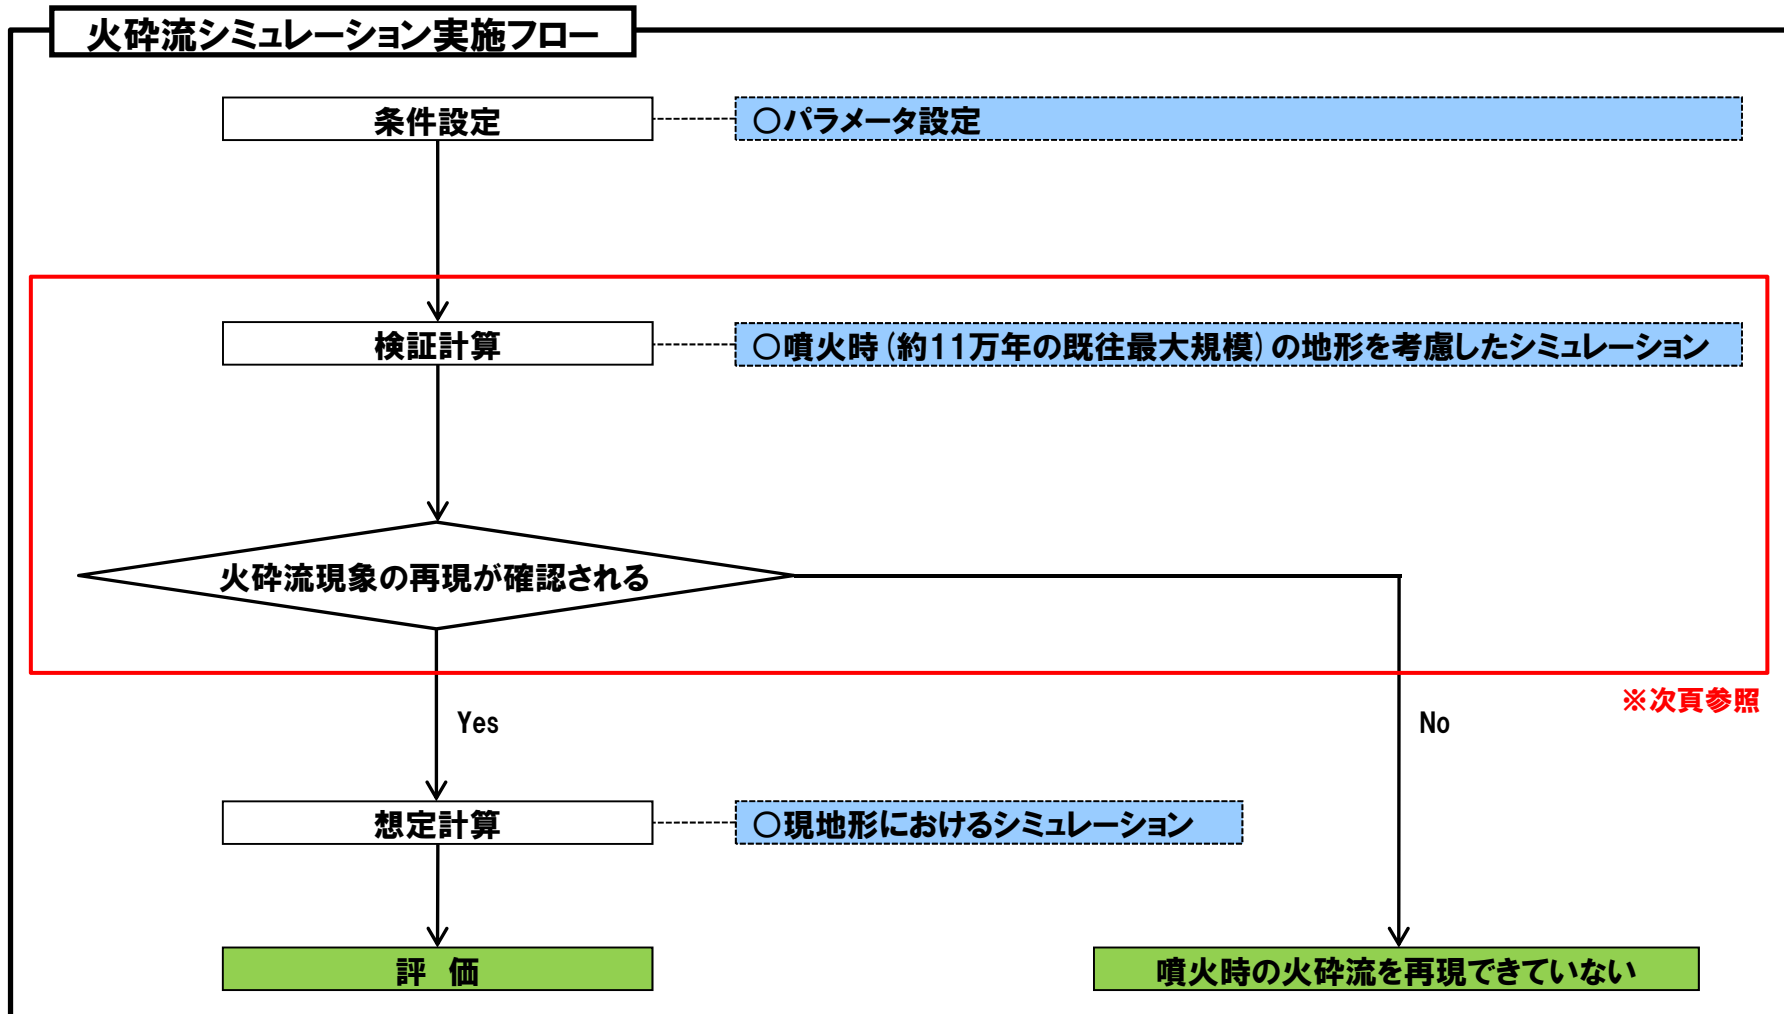 火砕流シミュレーション実施フロー
条件設定
○パラメータ設定
検証計算
○噴火時(約11万年の既往最大規模)の地形を考慮したシミュレーション
火砕流現象の再現が確認される
※次頁参照
Yes
No
想定計算
○現地形におけるシミュレーション
評 価
噴火時の火砕流を再現できていない